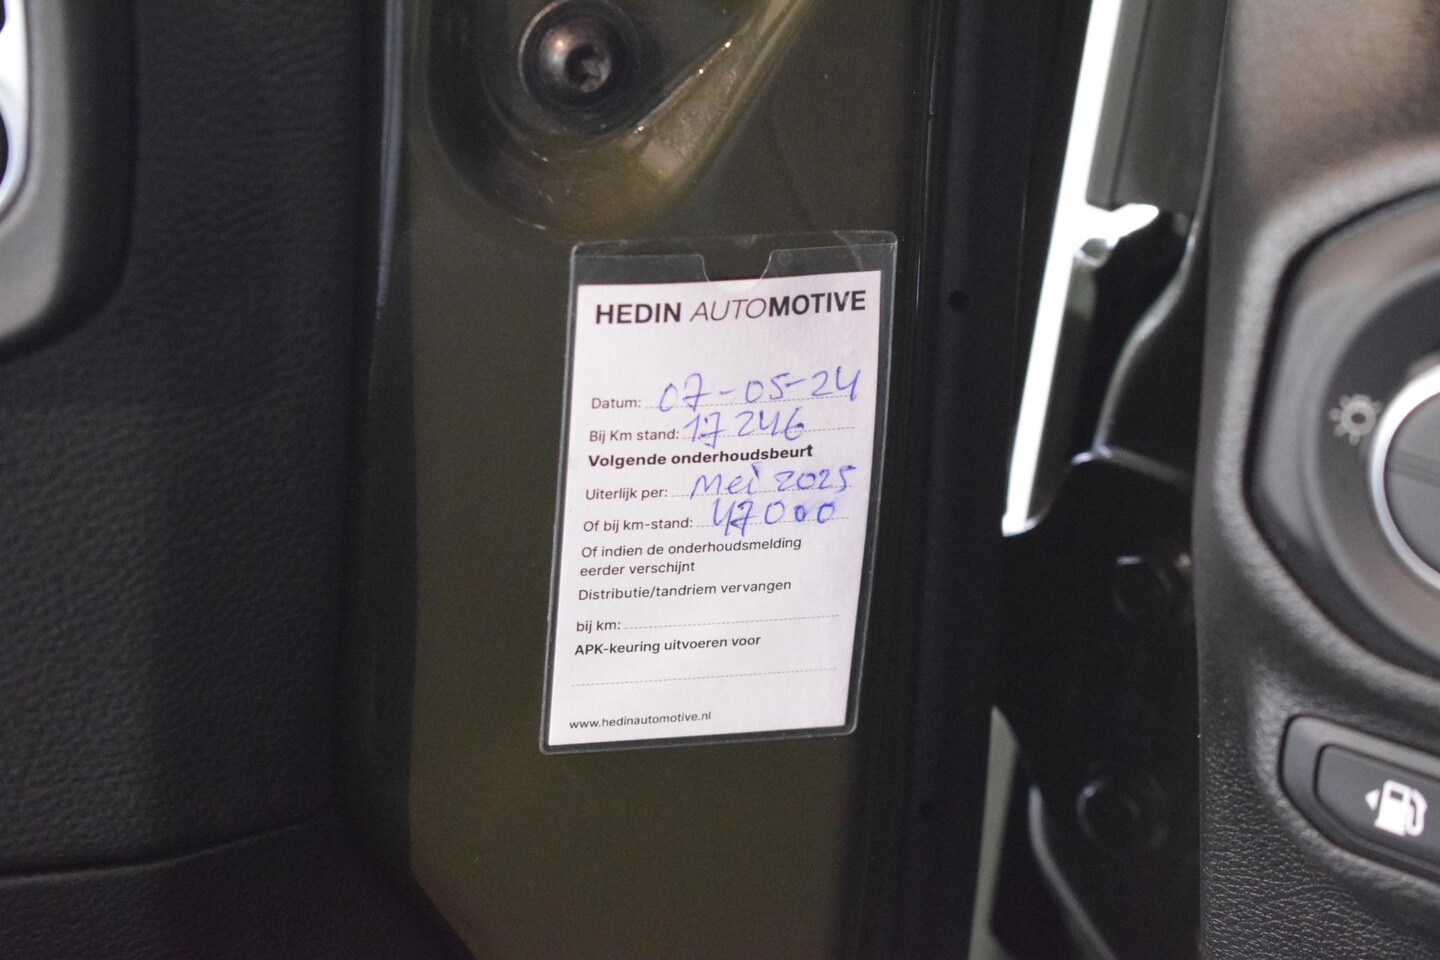 HEDIN AUTOMOTIVE
Datum: 07-05-24
Bij Km stand: 17 246
Volgende onderhoudsbeurt
Uiterlijk per: Mei 2025
Of bij km-stand: 47000
Of indien de onderhoudsmelding
eerder verschijnt
Distributie/tandriem vervangen
bij km:
APK-keuring uitvoeren voor
www.hedinautomotive.nl